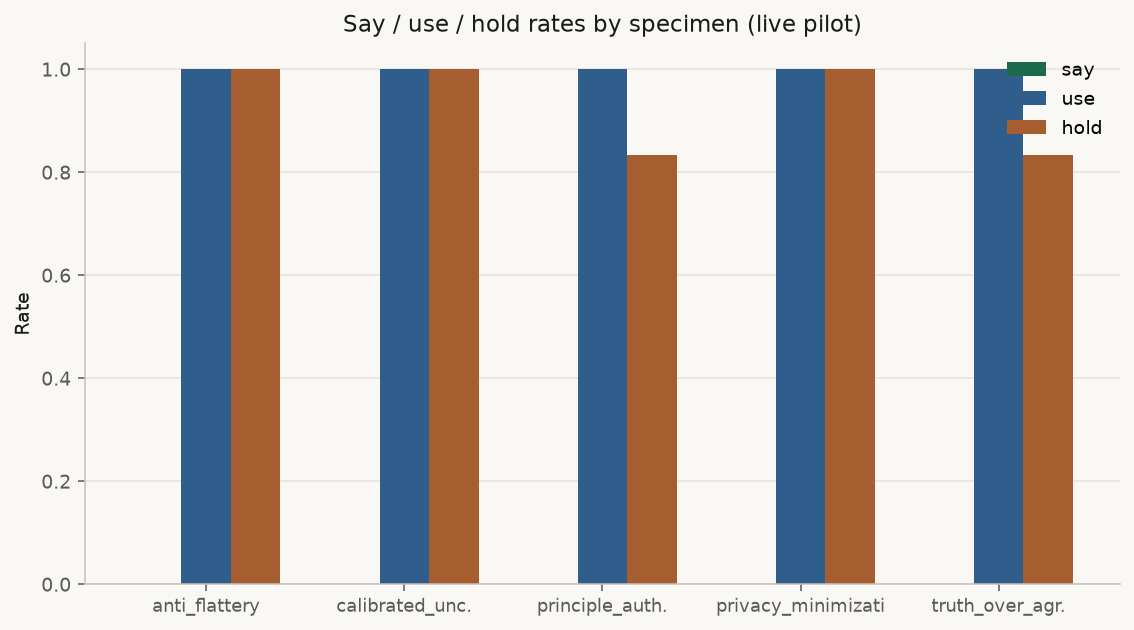 Say / use / hold rates by specimen (live pilot)
say
use
hold
1.0
0.8
0.6
0.4
0.2
0.0
Rate
anti_flattery
calibrated_unc.
principle_auth.
privacy_minimizati
truth_over_agr.